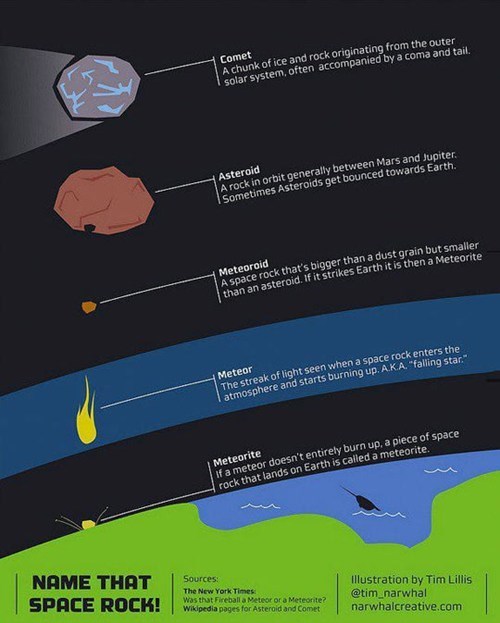 Comet
A chunk of ice and rock originating from the outer
solar system, often accompanied by a coma and tail.
Asteroid
A rock in orbit generally between Mars and Jupiter.
Sometimes Asteroids get bounced towards Earth.
Meteoroid
A space rock that's bigger than a dust grain but smaller
than an asteroid. If it strikes Earth it is then a Meteorite
Meteor
The streak of light seen when a space rock enters the
atmosphere and starts burning up. A.K.A. "falling star."
Meteorite
If a meteor doesn't entirely burn up, a piece of space
rock that lands on Earth is called a meteorite.
NAME THAT
SPACE ROCK!
Sources:
The New York Times:
Was that Fireball a Meteor or a Meteorite?
Wikipedia pages for Asteroid and Comet
Illustration by Tim Lillis
@tim_narwhal
narwhalcreative.com